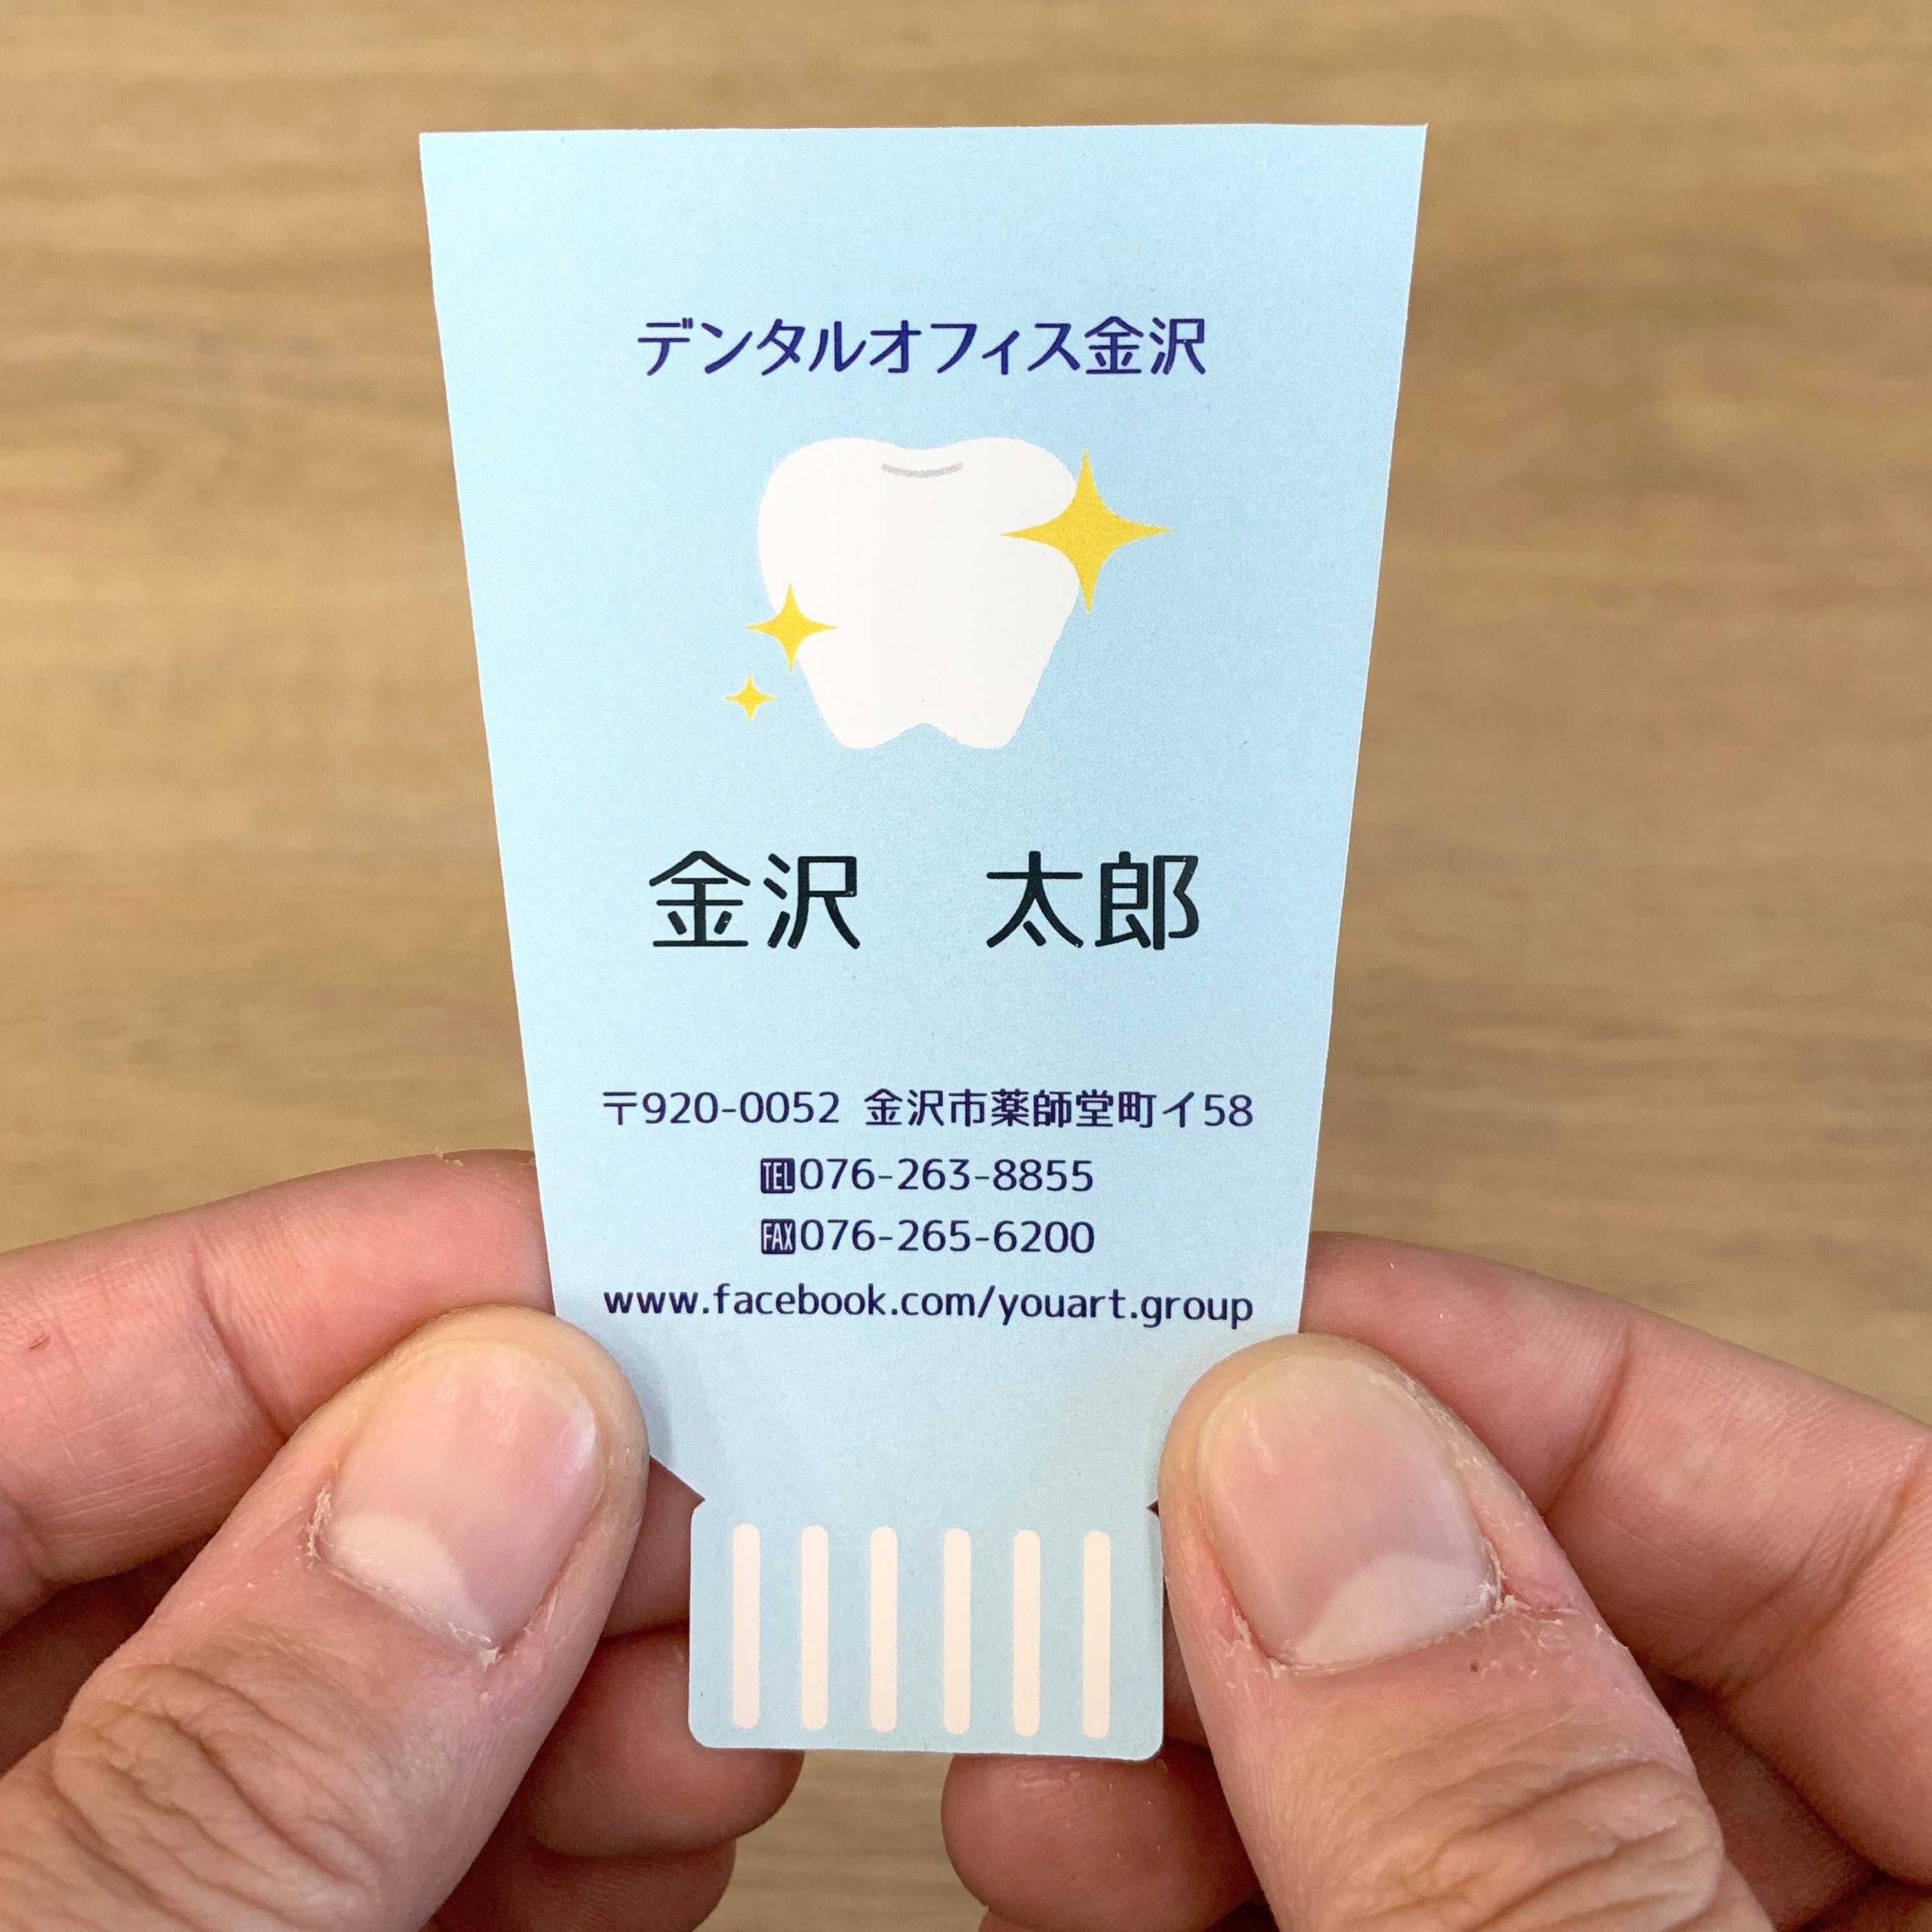 デンタルオフィス金沢
金沢　太郎
〒920-0052 金沢市薬師堂町イ58
TEL076-263-8855
FAX076-265-6200
www.facebook.com/youart.group